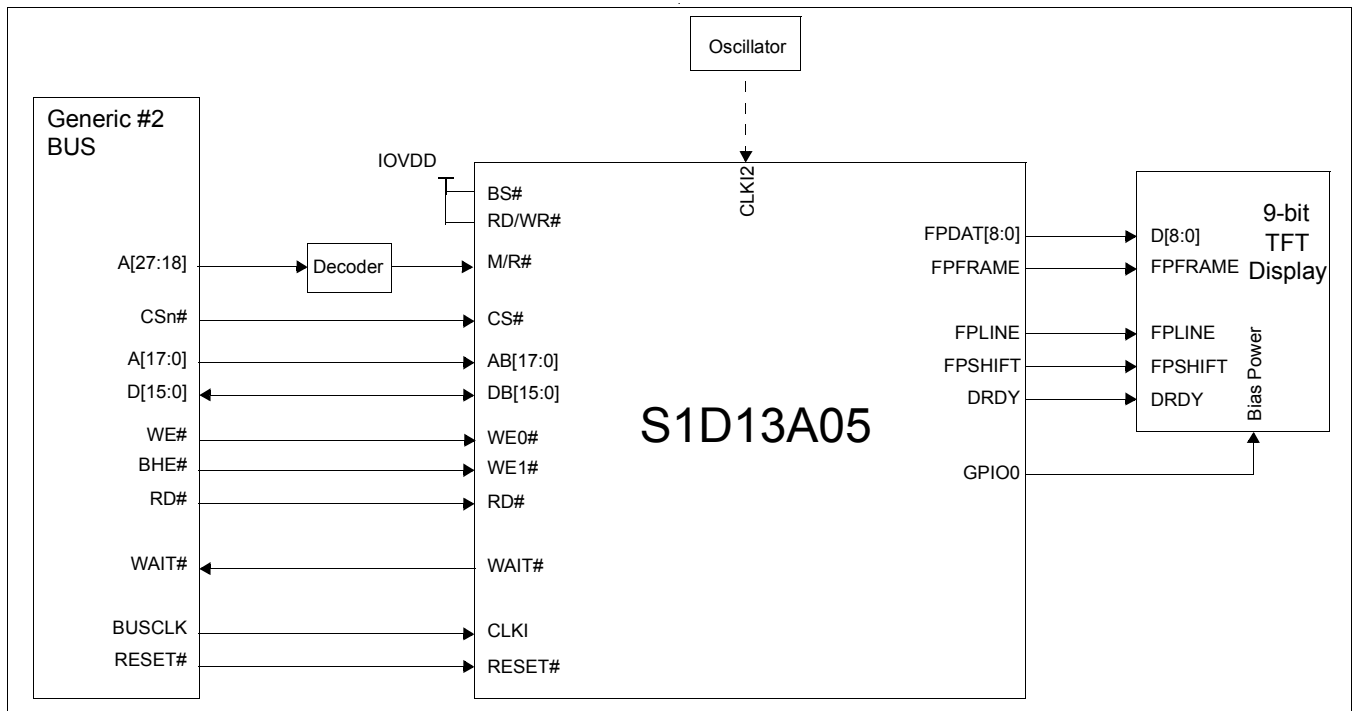 Oscillator
Generic #2
BUS
IOVDD
BS#
RD/WR#
CLKI2
A[27:18]
Decoder
M/R#
CSn#
CS#
A[17:0]
AB[17:0]
D[15:0]
DB[15:0]
WE#
WE0#
BHE#
WE1#
RD#
RD#
WAIT#
WAIT#
BUSCLK
CLKI
RESET#
RESET#
S1D13A05
FPDAT[8:0]
FPFRAME
FPLINE
FPSHIFT
DRDY
GPIO0
9-bit
TFT
Display
D[8:0]
FPFRAME
FPLINE
FPSHIFT
DRDY
Bias Power